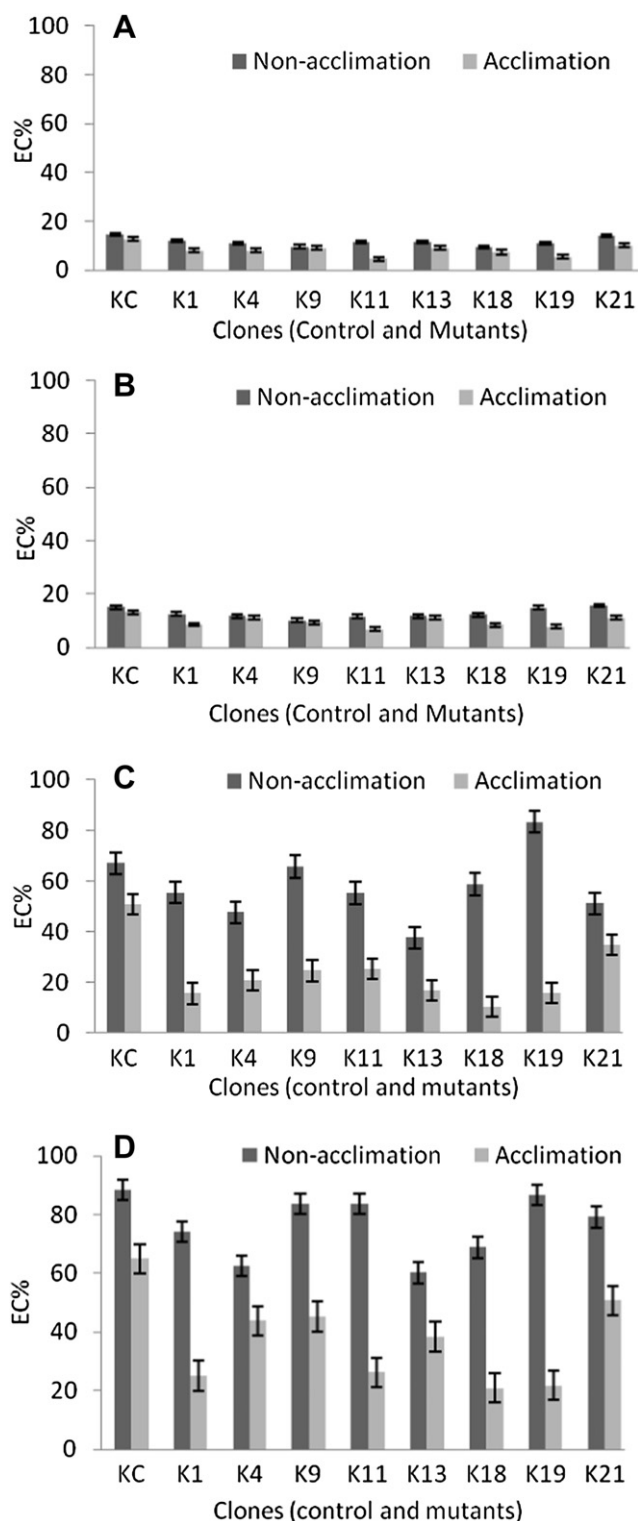 A
Non-acclimation Acclimation
100
80
60
40
20
0
EC%
KC K1 K4 K9 K11 K13 K18 K19 K21
Clones (Control and Mutants)
B
Non-acclimation Acclimation
100
80
60
40
20
0
EC%
KC K1 K4 K9 K11 K13 K18 K19 K21
Clones (Control and Mutants)
C
Non-acclimation Acclimation
100
80
60
40
20
0
EC%
KC K1 K4 K9 K11 K13 K18 K19 K21
Clones (control and mutants)
D
Non-acclimation Acclimation
100
80
60
40
20
0
EC%
KC K1 K4 K9 K11 K13 K18 K19 K21
Clones (control and mutants)